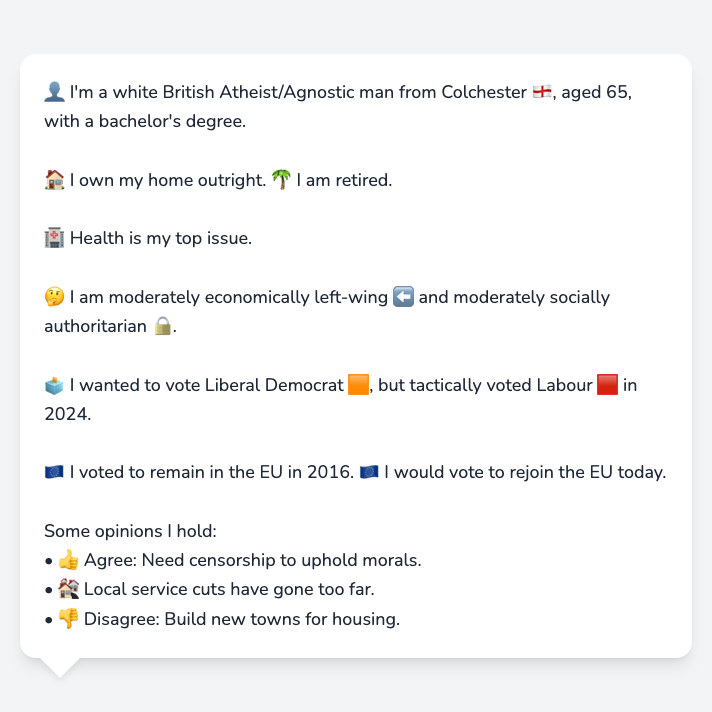 👤 I'm a white British Atheist/Agnostic man from Colchester 🏴󠁧󠁢󠁥󠁮󠁧󠁿, aged 65,
with a bachelor's degree.
🏠 I own my home outright. 🌴 I am retired.
🏥 Health is my top issue.
🤔 I am moderately economically left-wing ⬅️ and moderately socially
authoritarian 🔒.
🗳️ I wanted to vote Liberal Democrat 🟧, but tactically voted Labour 🟥 in
2024.
🇪🇺 I voted to remain in the EU in 2016. 🇪🇺 I would vote to rejoin the EU today.
Some opinions I hold:
• 👍 Agree: Need censorship to uphold morals.
• 🏘️ Local service cuts have gone too far.
• 👎 Disagree: Build new towns for housing.